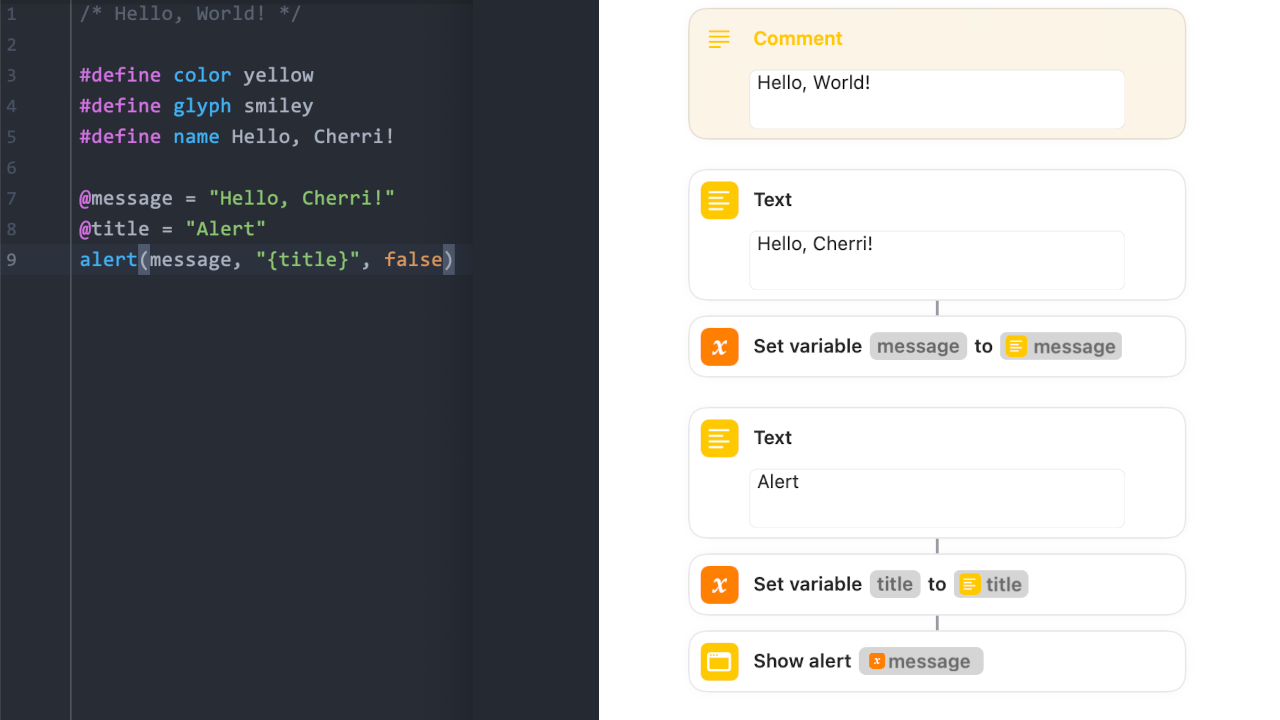 1 /* Hello, World! */
2
3 #define color yellow
4 #define glyph smiley
5 #define name Hello, Cherri!
6
7 @message = "Hello, Cherri!"
8 @title = "Alert"
9 alert(message, "{title}", false)
Comment
Hello, World!
Text
Hello, Cherri!
x Set variable message to message
Text
Alert
x Set variable title to title
Show alert x message